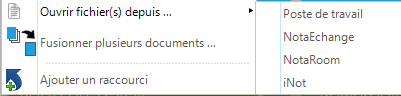 Ouvrir fichier(s) depuis ...
Fusionner plusieurs documents ...
Ajouter un raccourci
Poste de travail
NotaEchange
NotaRoom
iNot